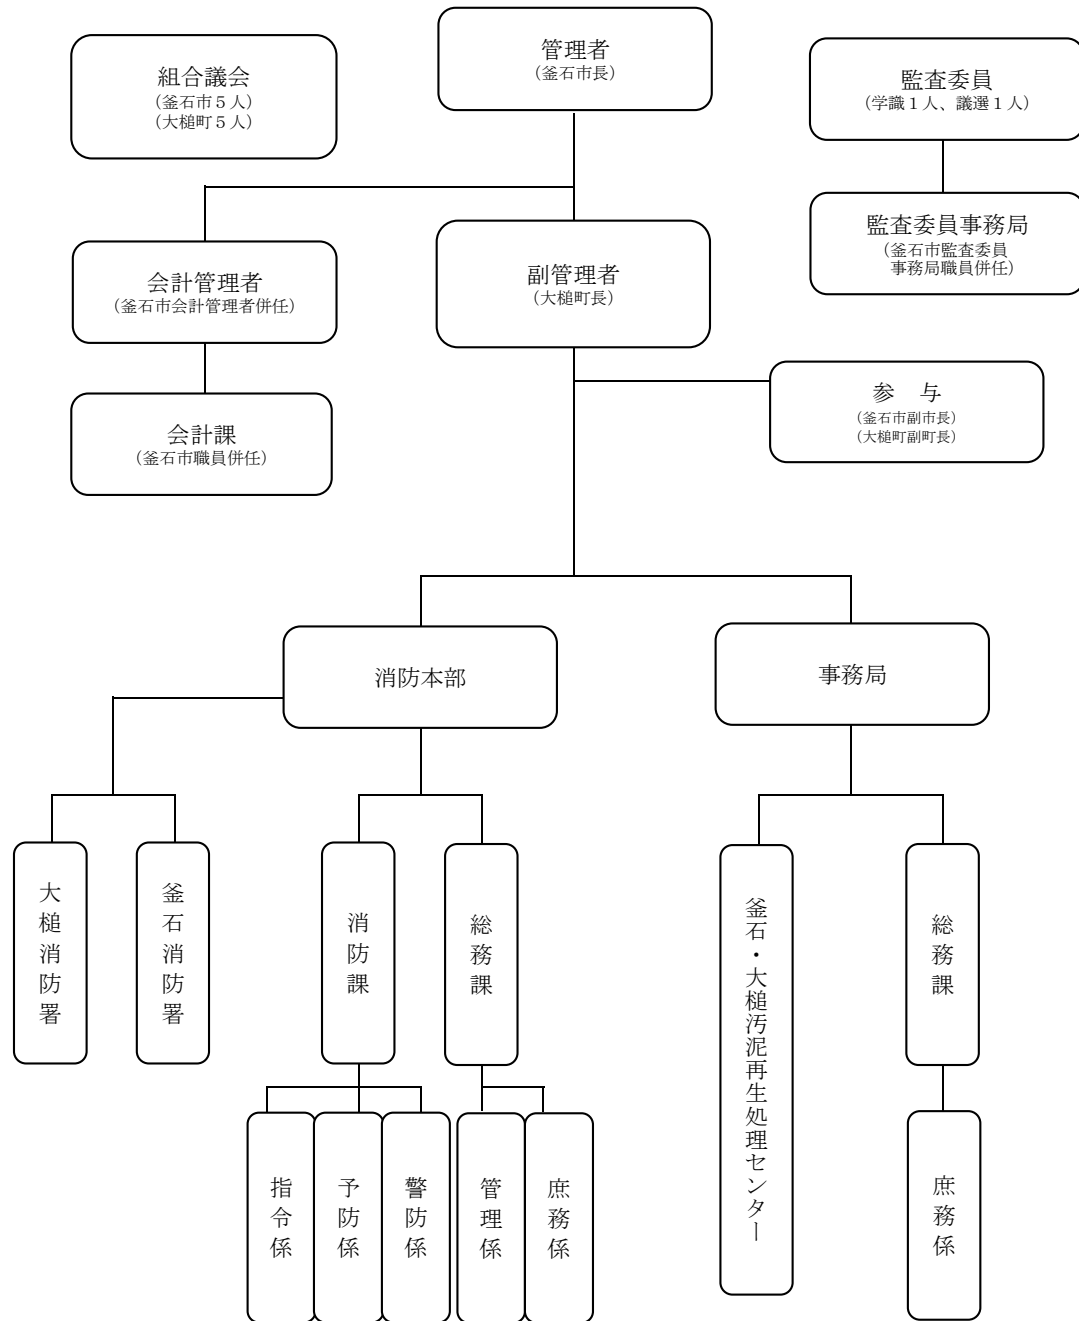 管理者
（釜石市長）
組合議会
（釜石市５人）
（大槌町５人）
監査委員
（学識１人、議選１人）
監査委員事務局
（釜石市監査委員
事務局職員併任）
会計管理者
（釜石市会計管理者併任）
副管理者
（大槌町長）
参　与
（釜石市副市長）
（大槌町副町長）
会計課
（釜石市職員併任）
消防本部
事務局
大槌消防署
釜石消防署
消防課
総務課
釜石・大槌汚泥再生処理センター
総務課
指令係
予防係
警防係
管理係
庶務係
庶務係